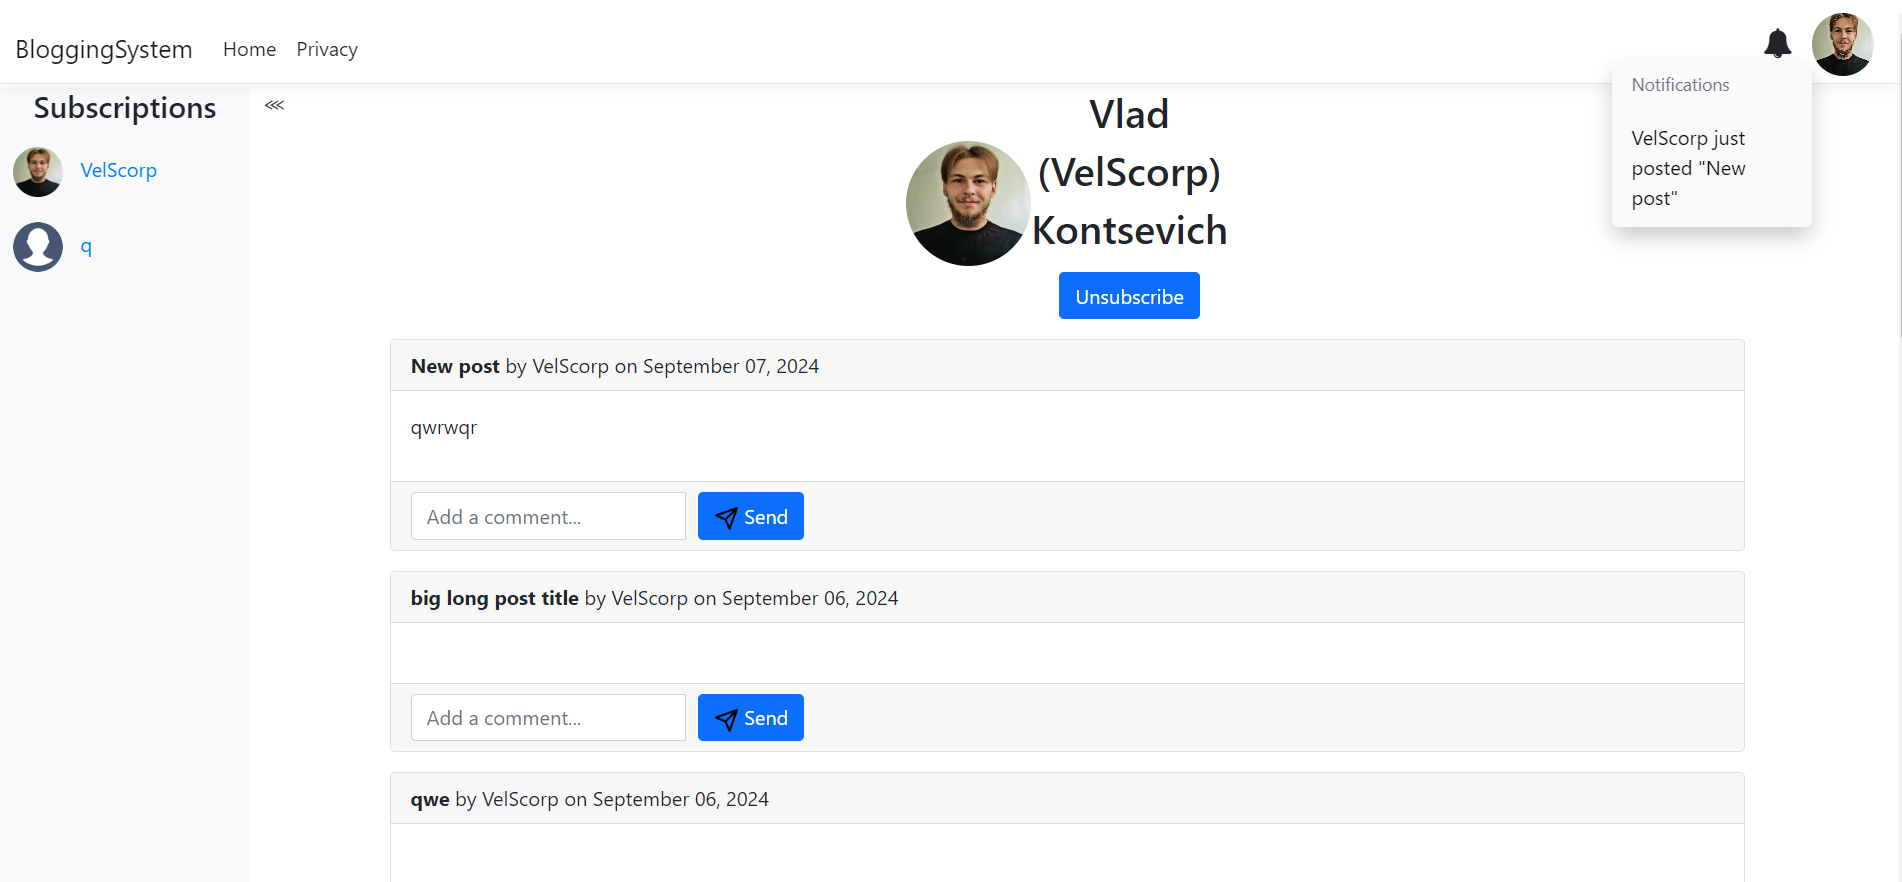 BloggingSystem Home Privacy
Notifications
VelScorp just
posted "New
post"
Subscriptions
⋘
VelScorp
q
Vlad
(VelScorp)
Kontsevich
Unsubscribe
New post by VelScorp on September 07, 2024
qwrwqr
Add a comment... Send
big long post title by VelScorp on September 06, 2024
Add a comment... Send
qwe by VelScorp on September 06, 2024